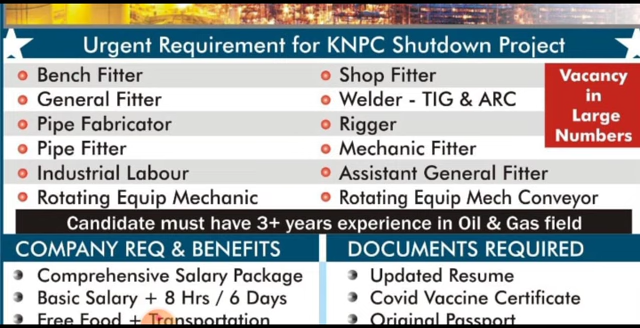 Urgent Requirement for KNPC Shutdown Project
Bench Fitter
General Fitter
Pipe Fabricator
Pipe Fitter
Industrial Labour
Rotating Equip Mechanic
Shop Fitter
Welder - TIG & ARC
Rigger
Mechanic Fitter
Assistant General Fitter
Rotating Equip Mech Conveyor
Vacancy
in
Large
Numbers
Candidate must have 3+ years experience in Oil & Gas field
COMPANY REQ & BENEFITS
Comprehensive Salary Package
Basic Salary + 8 Hrs / 6 Days
Free Food + Transportation
DOCUMENTS REQUIRED
Updated Resume
Covid Vaccine Certificate
Original Passport